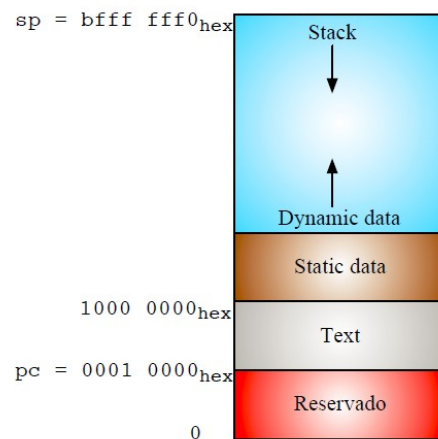 sp = bfff fff0hex
Stack
Dynamic data
Static data
1000 0000hex
Text
pc = 0001 0000hex
Reservado
0